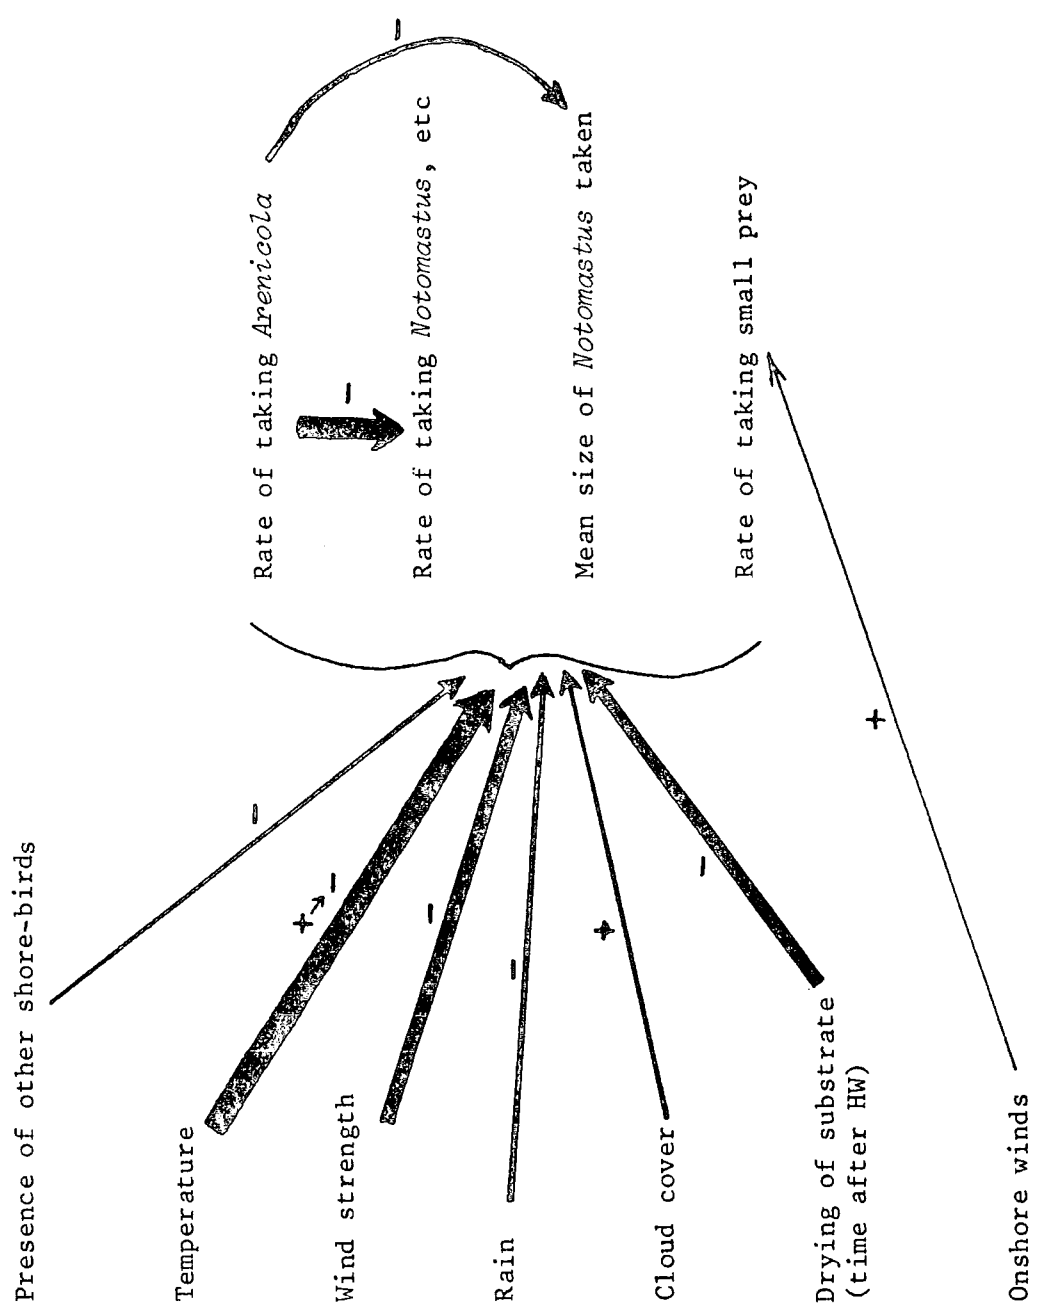 Presence of other shore-birds
Temperature
Wind strength
Rain
Cloud cover
Drying of substrate
(time after HW)
Onshore winds
Rate of taking Arenicola
Rate of taking Notomastus, etc
Mean size of Notomastus taken
Rate of taking small prey
-
+ -
-
-
+
-
+
-
-